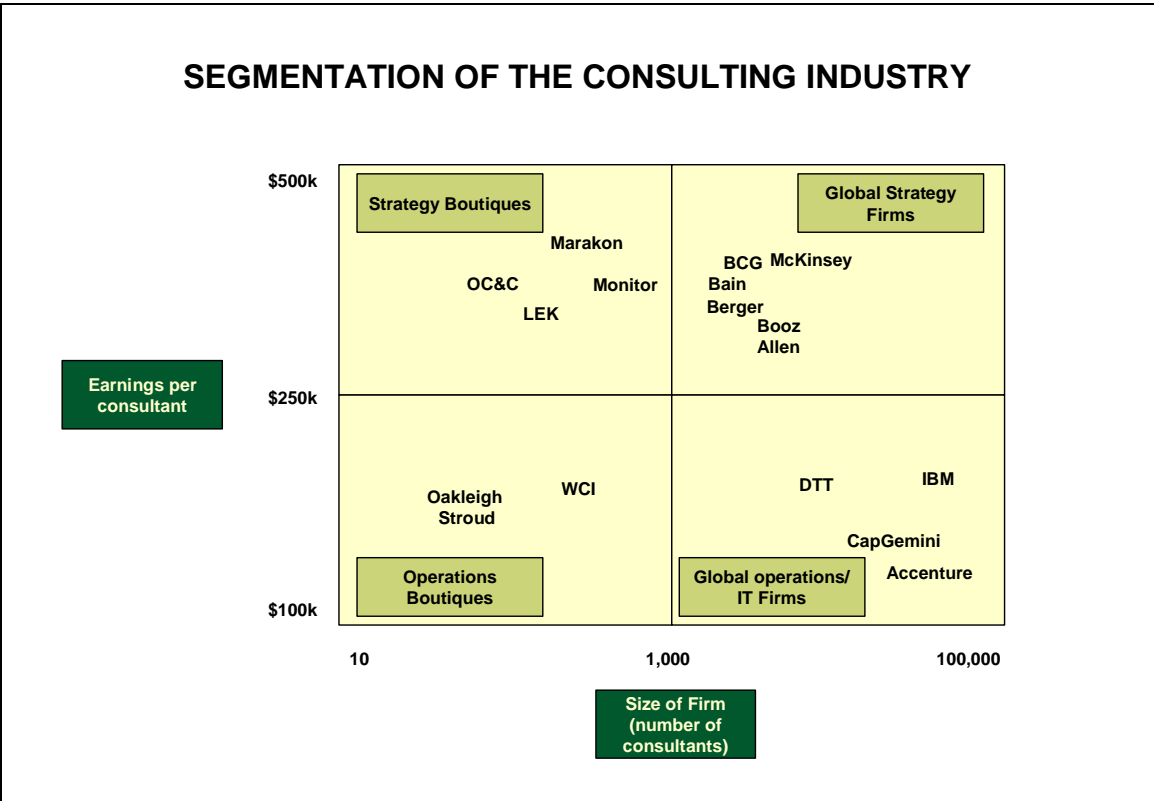 SEGMENTATION OF THE CONSULTING INDUSTRY
$500k
Strategy Boutiques
Global Strategy
Firms
Marakon
BCG
McKinsey
OC&C
Monitor
Bain
LEK
Berger
Booz
Allen
Earnings per
consultant
$250k
Oakleigh
Stroud
WCI
DTT
IBM
CapGemini
Accenture
Operations
Boutiques
Global operations/
IT Firms
$100k
10
1,000
100,000
Size of Firm
(number of
consultants)